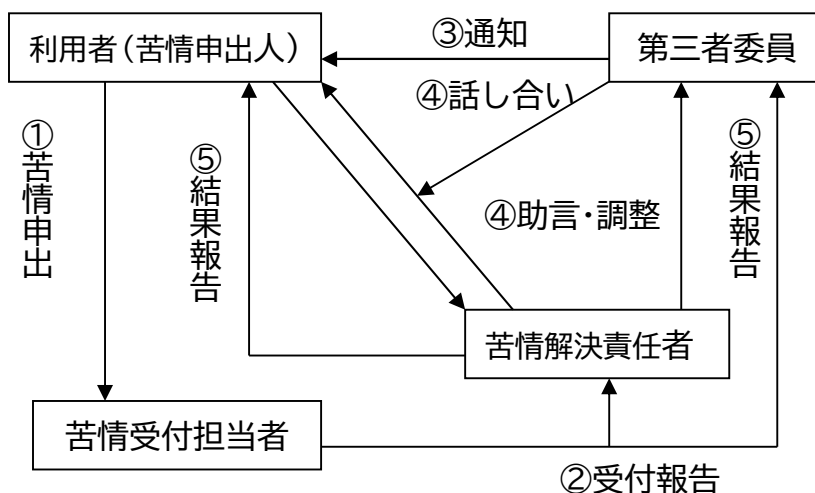 利用者(苦情申出人)
③通知
第三者委員
④話し合い
①苦情申出
⑤結果報告
④助言・調整
⑤結果報告
苦情解決責任者
苦情受付担当者
②受付報告